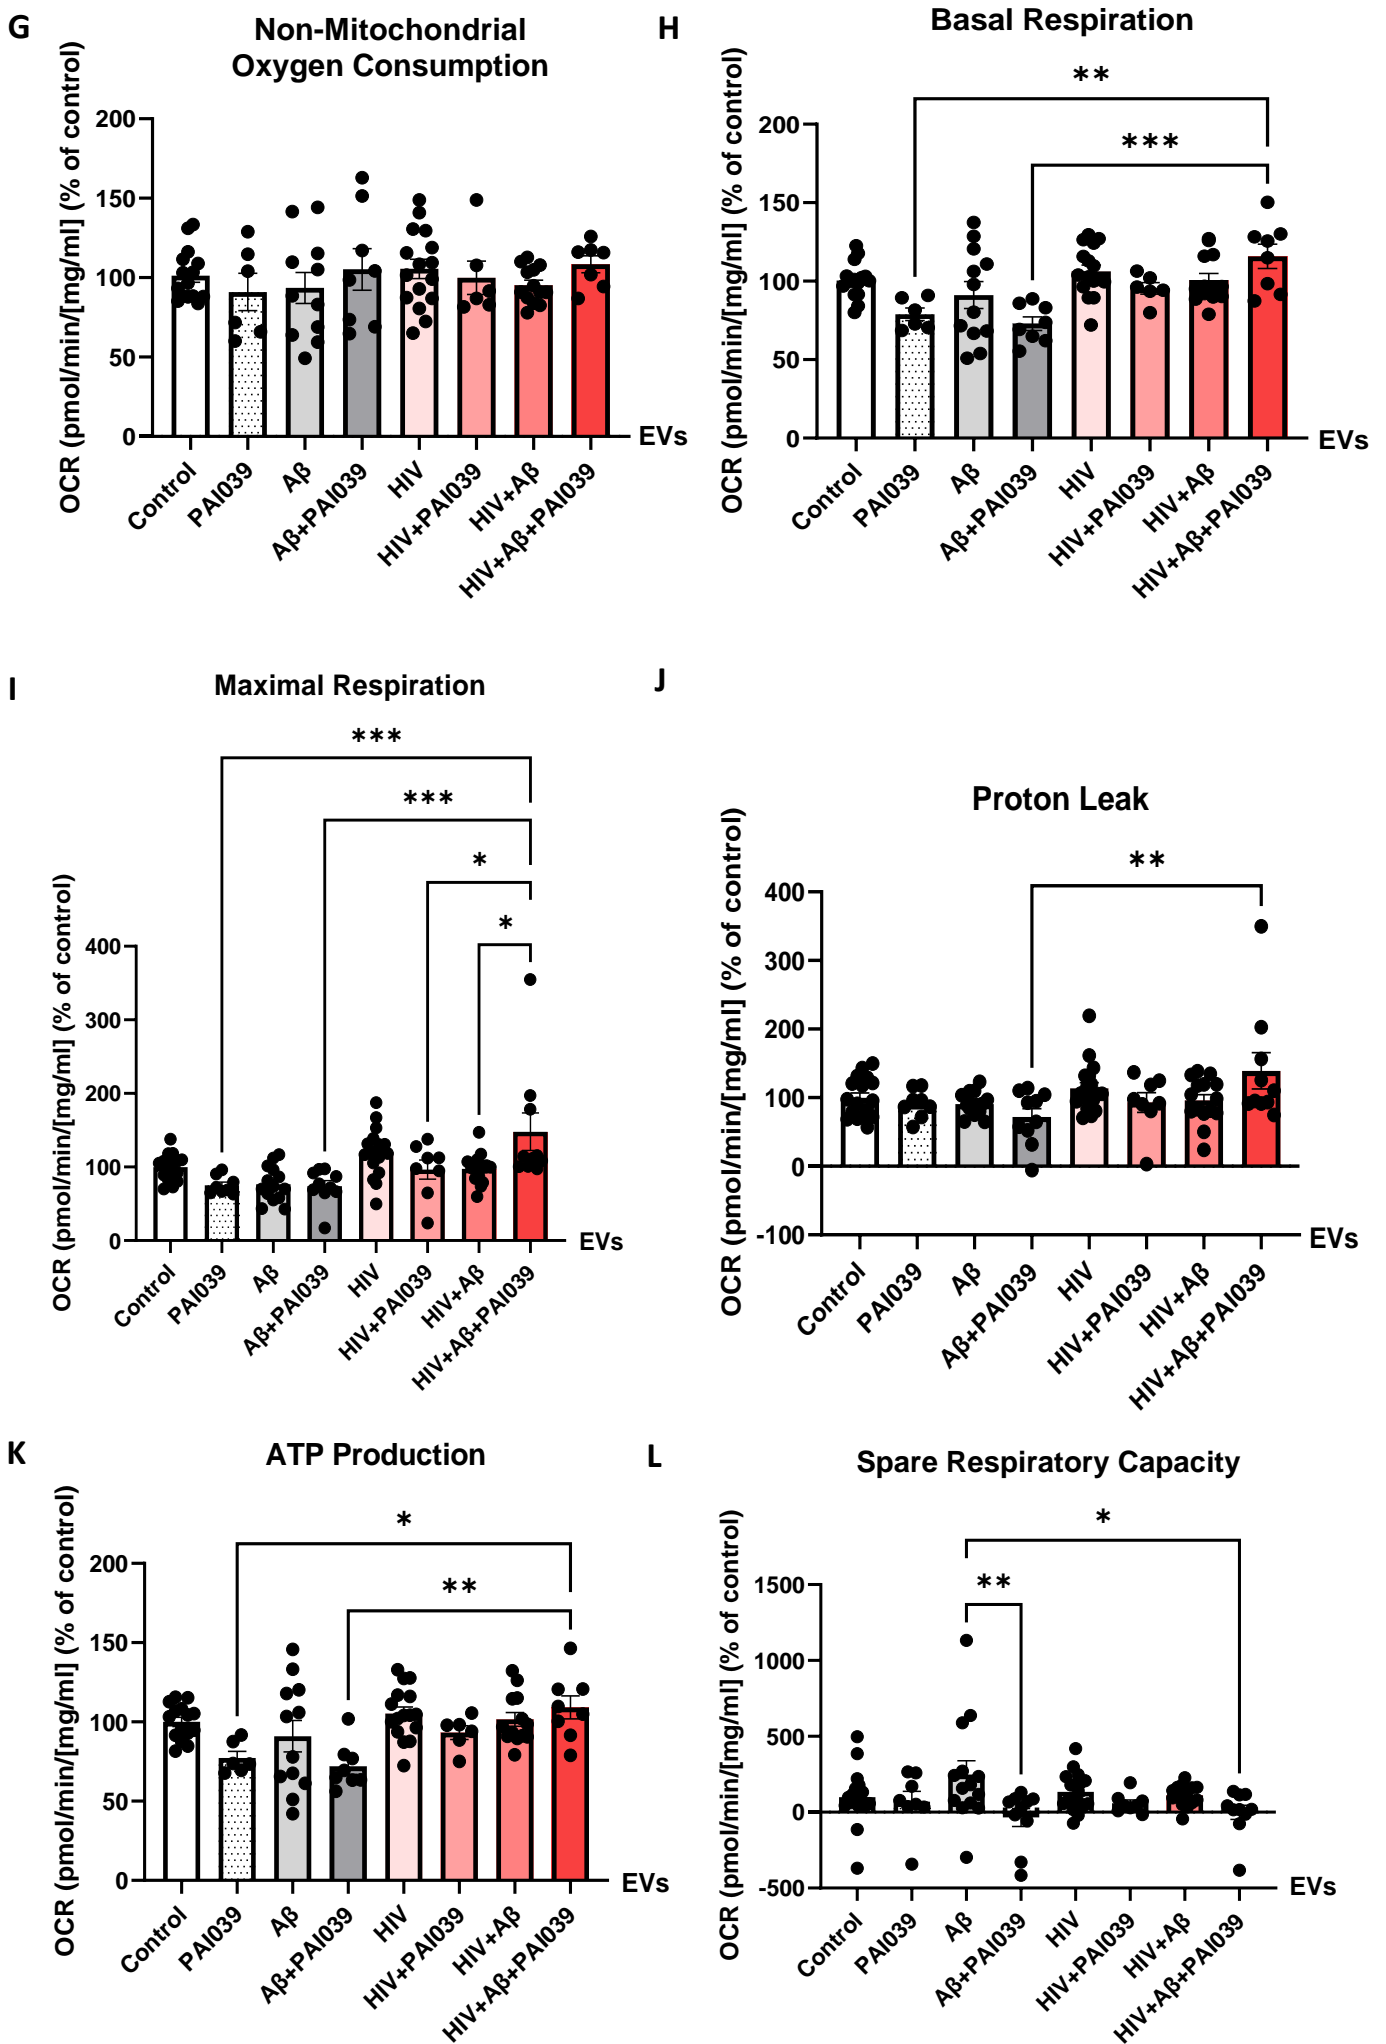 G
Non-Mitochondrial
Oxygen Consumption
OCR (pmol/min/[mg/ml] (% of control)
200
150
100
50
0
EVs
Control
PAI039
Aβ
Aβ+PAI039
HIV
HIV+PAI039
HIV+Aβ
HIV+Aβ+PAI039
H
Basal Respiration
**
***
OCR (pmol/min/[mg/ml] (% of control)
200
150
100
50
0
EVs
Control
PAI039
Aβ
Aβ+PAI039
HIV
HIV+PAI039
HIV+Aβ
HIV+Aβ+PAI039
I
Maximal Respiration
***
***
*
*
OCR (pmol/min/[mg/ml] (% of control)
400
300
200
100
0
EVs
Control
PAI039
Aβ
Aβ+PAI039
HIV
HIV+PAI039
HIV+Aβ
HIV+Aβ+PAI039
J
Proton Leak
**
OCR (pmol/min/[mg/ml] (% of control)
400
300
200
100
0
-100
EVs
Control
PAI039
Aβ
Aβ+PAI039
HIV
HIV+PAI039
HIV+Aβ
HIV+Aβ+PAI039
K
ATP Production
*
**
OCR (pmol/min/[mg/ml] (% of control)
200
150
100
50
0
EVs
Control
PAI039
Aβ
Aβ+PAI039
HIV
HIV+PAI039
HIV+Aβ
HIV+Aβ+PAI039
L
Spare Respiratory Capacity
*
**
OCR (pmol/min/[mg/ml] (% of control)
1500
1000
500
0
-500
EVs
Control
PAI039
Aβ
Aβ+PAI039
HIV
HIV+PAI039
HIV+Aβ
HIV+Aβ+PAI039